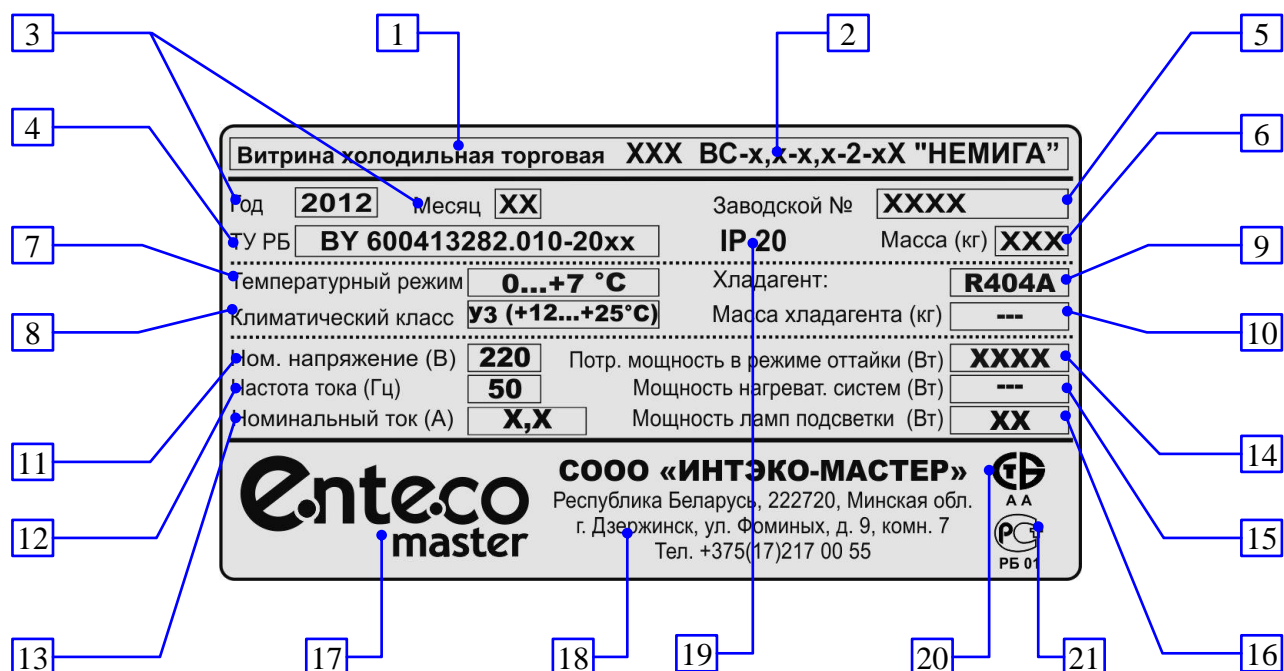 3 1 2 5
4 6
Витрина холодильная торговая XXX ВС-х,х-х,х-2-хХ "НЕМИГА”
Год 2012 Месяц XX Заводской № XXXX
ТУ РБ BY 600413282.010-20xx IP 20 Масса (кг) XXX
7 9
Температурный режим 0...+7 °C Хладагент: R404A
8 Климатический класс У3 (+12...+25°C) Масса хладагента (кг) --- 10
Ном. напряжение (В) 220 Потр. мощность в режиме оттайки (Вт) XXXX
Частота тока (Гц) 50 Мощность нагреват. систем (Вт) ---
Номинальный ток (А) X,X Мощность ламп подсветки (Вт) XX
11 14
enteco master
СООО «ИНТЭКО-МАСТЕР»
Республика Беларусь, 222720, Минская обл.
г. Дзержинск, ул. Фоминых, д. 9, комн. 7
Тел. +375(17)217 00 55
СТБ
А А
РСТ
РБ 01
12 15
13 17 18 19 20 21 16